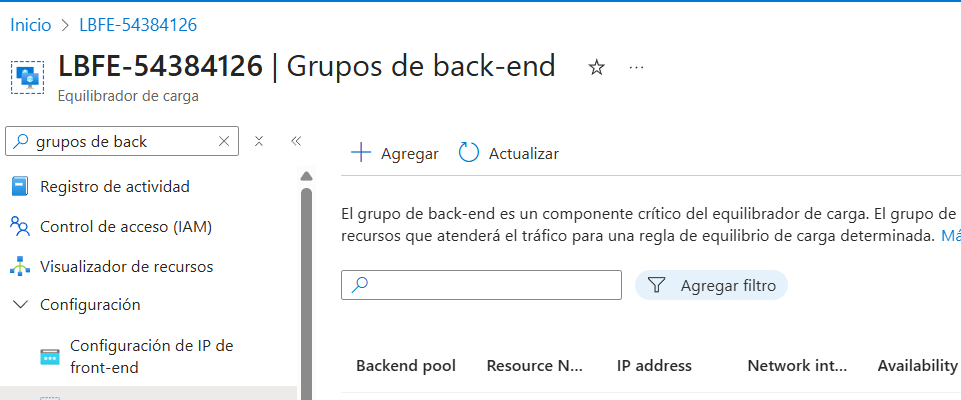 Inicio > LBFE-54384126
LBFE-54384126 | Grupos de back-end
Equilibrador de carga
grupos de back
Registro de actividad
Control de acceso (IAM)
Visualizador de recursos
Configuración
Configuración de IP de
front-end
Agregar
Actualizar
El grupo de back-end es un componente crítico del equilibrador de carga. El grupo de
recursos que atenderá el tráfico para una regla de equilibrio de carga determinada. Má
Agregar filtro
Backend pool Resource N... IP address Network int... Availability